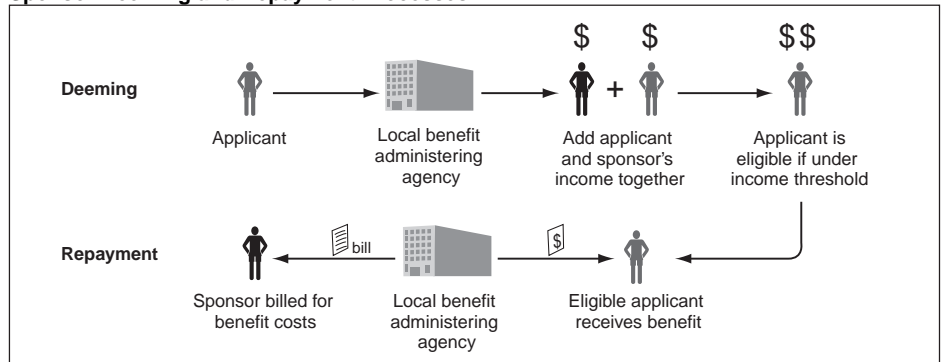 $ $ $$
Deeming
+
Applicant
Local benefit
administering
agency
Add applicant
and sponsor's
income together
Applicant is
eligible if under
income threshold
Repayment
bill
$
Sponsor billed for
benefit costs
Local benefit
administering
agency
Eligible applicant
receives benefit